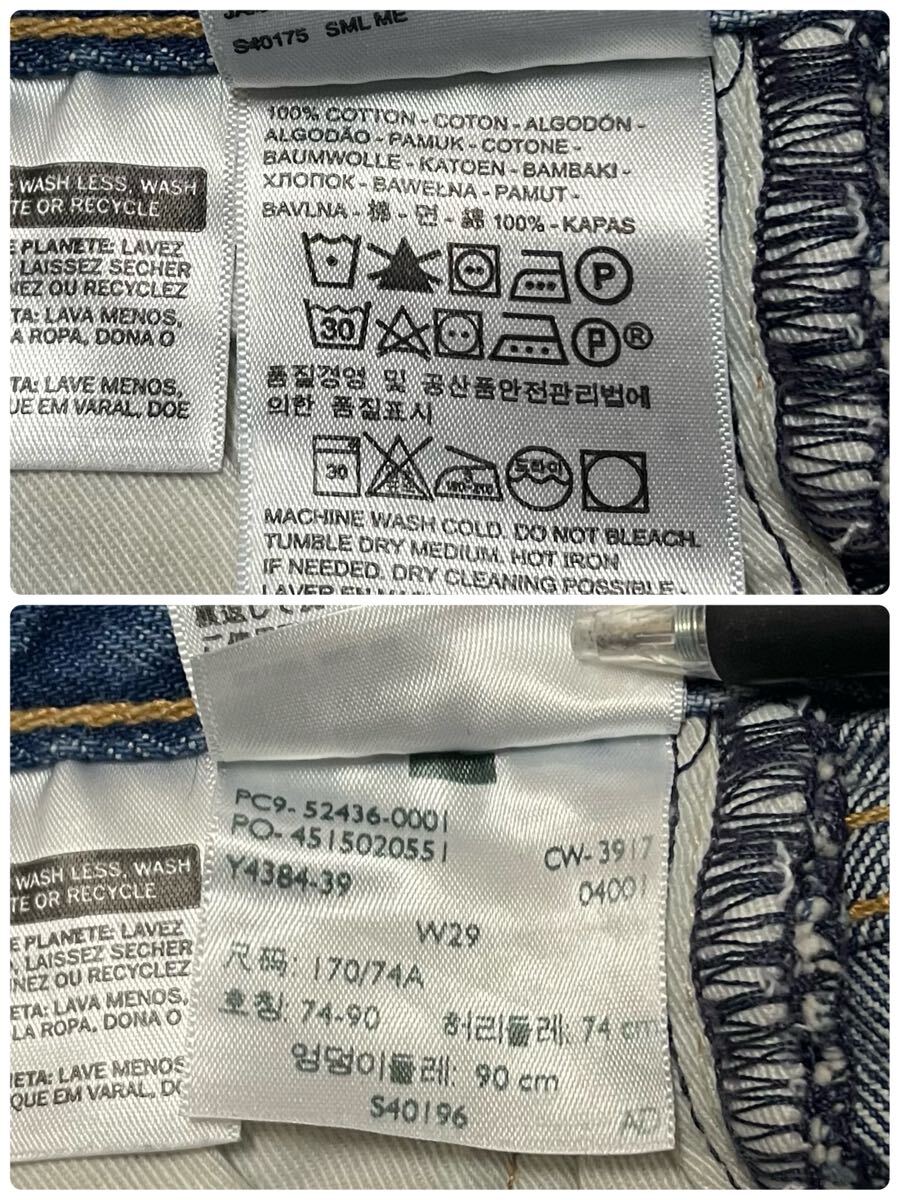 S40175 SML ME
100% COTTON - COTON - ALGODÓN -
ALGODÃO - PAMUK - COTONE -
BAUMWOLLE - KATOEN - BAMBAKI -
ХЛОПОК - BAWEŁNA - PAMUT -
BAVLNA - 棉 - 면 - 綿 100% - KAPAS
P
30
P®
품질경영 및 공산품안전관리법에
의한 품질표시
30
드라이
MACHINE WASH COLD. DO NOT BLEACH.
TUMBLE DRY MEDIUM. HOT IRON
IF NEEDED. DRY CLEANING POSSIBLE.
WASH LESS, WASH
TE OR RECYCLE
E PLANETE: LAVEZ
LAISSEZ SECHER
NEZ OU RECYCLEZ
TA: LAVA MENOS,
A ROPA, DONA O
TA: LAVE MENOS,
UE EM VARAL, DOE
PC9- 52436-0001
PO- 4515020551
CW- 3917
Y4384-39
04001
W29
尺码: 170/74A
호칭: 74-90
허리둘레: 74 cm
엉덩이둘레: 90 cm
S40196
WASH LESS, WASH
TE OR RECYCLE
E PLANETE: LAVEZ
LAISSEZ SECHER
NEZ OU RECYCLEZ
ETA: LAVA MENOS,
LA ROPA, DONA O
ETA: LAVE MENOS
QUE EM VARAL, DO